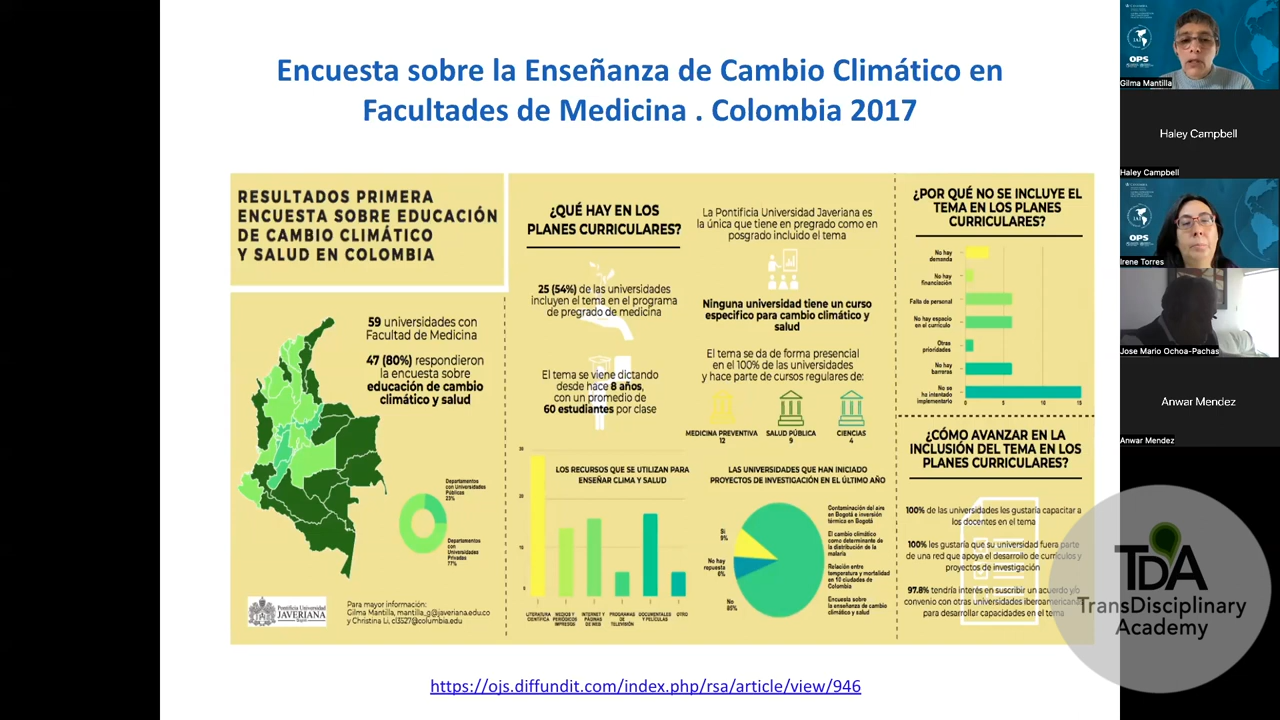 Encuesta sobre la Enseñanza de Cambio Climático en
Facultades de Medicina . Colombia 2017
RESULTADOS PRIMERA
ENCUESTA SOBRE EDUCACIÓN
DE CAMBIO CLIMÁTICO
Y SALUD EN COLOMBIA
59 universidades con
Facultad de Medicina
47 (80%) respondieron
la encuesta sobre
educación de cambio
climático y salud
Departamentos
con Universidades
Públicas
23%
Departamentos
con
Universidades
Privadas
77%
Pontificia Universidad
JAVERIANA
Bogotá
Para mayor información:
Gilma Mantilla, mantilla_g@javeriana.edu.co
y Christina Li, cl3527@columbia.edu
¿QUÉ HAY EN LOS
PLANES CURRICULARES?
25 (54%) de las universidades
incluyen el tema en el programa
de pregrado de medicina
El tema se viene dictando
desde hace 8 años,
con un promedio de
60 estudiantes por clase
La Pontificia Universidad Javeriana es
la única que tiene en pregrado como en
posgrado incluido el tema
Ninguna universidad tiene un curso
especifico para cambio climático y
salud
El tema se da de forma presencial
en el 100% de las universidades
y hace parte de cursos regulares de:
MEDICINA PREVENTIVA
12
SALUD PÚBLICA
9
CIENCIAS
4
LOS RECURSOS QUE SE UTILIZAN PARA
ENSEÑAR CLIMA Y SALUD
20
10
0
LITERATURA
CIENTÍFICA
MEDIOS Y
PERIÓDICOS
IMPRESOS
INTERNET Y
PÁGINAS
DE WEB
PROGRAMAS
DE
TELEVISIÓN
DOCUMENTALES
Y PELÍCULAS
OTRO
LAS UNIVERSIDADES QUE HAN INICIADO
PROYECTOS DE INVESTIGACIÓN EN EL ÚLTIMO AÑO
Si
9%
No hay
repuesta
6%
No
85%
Contaminación del aire
en Bogotá e inversión
térmica en Bogotá
El cambio climático
como determinante de
la distribución de la
malaria
Relación entre
temperatura y mortalidad
en 10 ciudades de
Colombia
Encuesta sobre
la enseñanza de cambio
climático y salud
¿POR QUÉ NO SE INCLUYE EL
TEMA EN LOS PLANES
CURRICULARES?
No hay
demanda
No hay
financiación
Falta de personal
No hay espacio
en el currículo
Otras
prioridades
No hay
barreras
No se
ha intentado
implementarlo
0
5
10
15
¿CÓMO AVANZAR EN LA
INCLUSIÓN DEL TEMA EN LOS
PLANES CURRICULARES?
100% de las universidades les gustaría capacitar a
los docentes en el tema
100% les gustaría que su universidad fuera parte
de una red que apoya el desarrollo de currículos y
proyectos de investigación
97.8% tendría interés en suscribir un acuerdo y/o
convenio con otras universidades iberoamericanas
para desarrollar capacidades en el tema
https://ojs.diffundit.com/index.php/rsa/article/view/946
OPS
Gilma Mantilla
Haley Campbell
Haley Campbell
OPS
Irene Torres
Jose Mario Ochoa-Pachas
Anwar Mendez
Anwar Mendez
TDA
TransDisciplinary
Academy